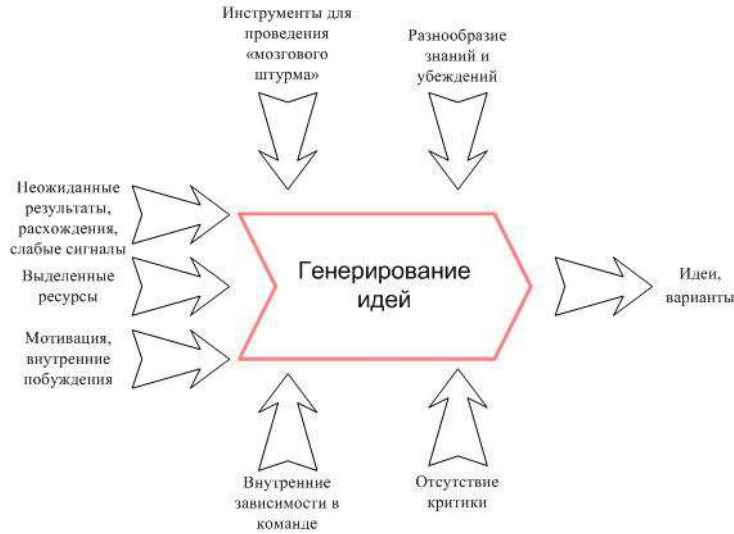 Инструменты для
проведения
«мозгового
штурма»
Разнообразие
знаний и
убеждений
Неожиданные
результаты,
расхождения,
слабые сигналы
Выделенные
ресурсы
Мотивация,
внутренние
побуждения
Генерирование
идей
Идеи,
варианты
Внутренние
зависимости в
команде
Отсутствие
критики